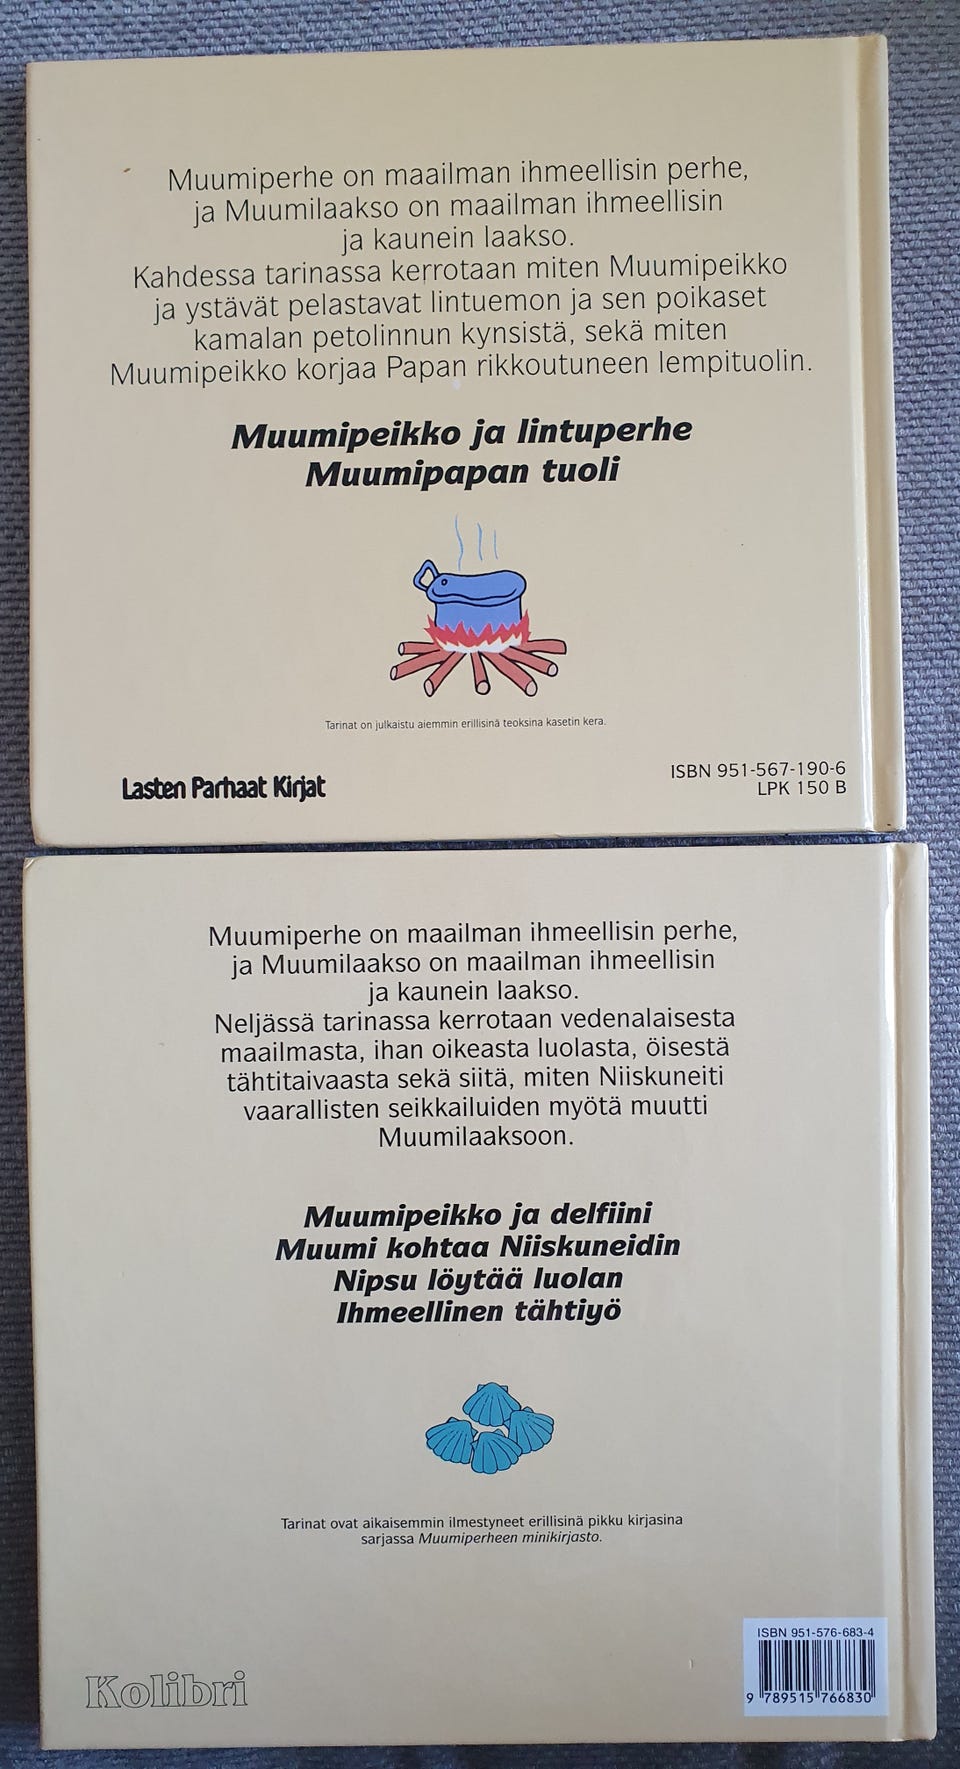 Muumiperhe on maailman ihmeellisin perhe,
ja Muumilaakso on maailman ihmeellisin
ja kaunein laakso.
Kahdessa tarinassa kerrotaan miten Muumipeikko
ja ystävät pelastavat lintuemon ja sen poikaset
kamalan petolinnun kynsistä, sekä miten
Muumipeikko korjaa Papan rikkoutuneen lempituolin.
Muumipeikko ja lintuperhe
Muumipapan tuoli
Tarinat on julkaistu aiemmin erillisinä teoksina kasetin kera.
Lasten Parhaat Kirjat
ISBN 951-567-190-6
LPK 150 B
Muumiperhe on maailman ihmeellisin perhe,
ja Muumilaakso on maailman ihmeellisin
ja kaunein laakso.
Neljässä tarinassa kerrotaan vedenalaisesta
maailmasta, ihan oikeasta luolasta, öisestä
tähtitaivaasta sekä siitä, miten Niiskuneiti
vaarallisten seikkailuiden myötä muutti
Muumilaaksoon.
Muumipeikko ja delfiini
Muumi kohtaa Niiskuneidin
Nipsu löytää luolan
Ihmeellinen tähtiyö
Tarinat ovat aikaisemmin ilmestyneet erillisinä pikku kirjasina
sarjassa Muumiperheen minikirjasto.
Kolibri
ISBN 951-576-683-4
9 789515 766830